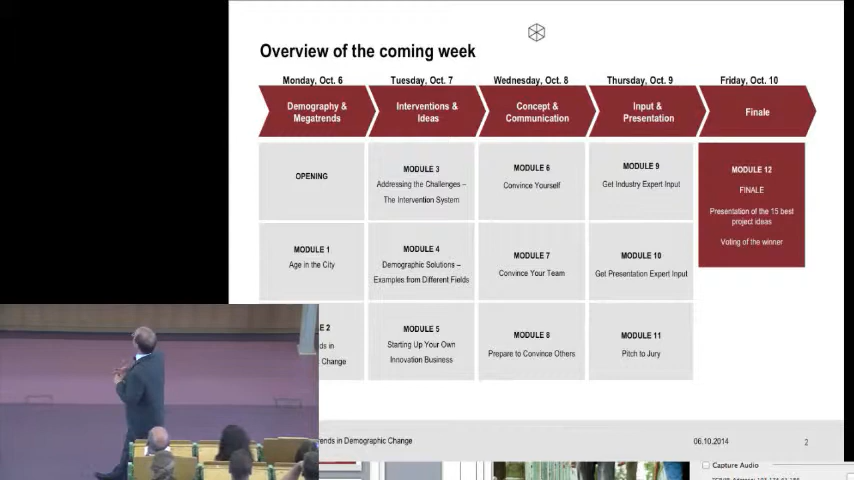 Overview of the coming week
Monday, Oct. 6
Tuesday, Oct. 7
Wednesday, Oct. 8
Thursday, Oct. 9
Friday, Oct. 10
Demography &
Megatrends
Interventions &
Ideas
Concept &
Communication
Input &
Presentation
Finale
OPENING
MODULE 3
Addressing the Challenges –
The Intervention System
MODULE 6
Convince Yourself
MODULE 9
Get Industry Expert Input
MODULE 12
FINALE
Presentation of the 15 best
project ideas
Voting of the winner
MODULE 1
Age in the City
MODULE 4
Demographic Solutions –
Examples from Different Fields
MODULE 7
Convince Your Team
MODULE 10
Get Presentation Expert Input
E 2
ds in
Change
MODULE 5
Starting Up Your Own
Innovation Business
MODULE 8
Prepare to Convince Others
MODULE 11
Pitch to Jury
rends in Demographic Change
06.10.2014
2
Capture Audio